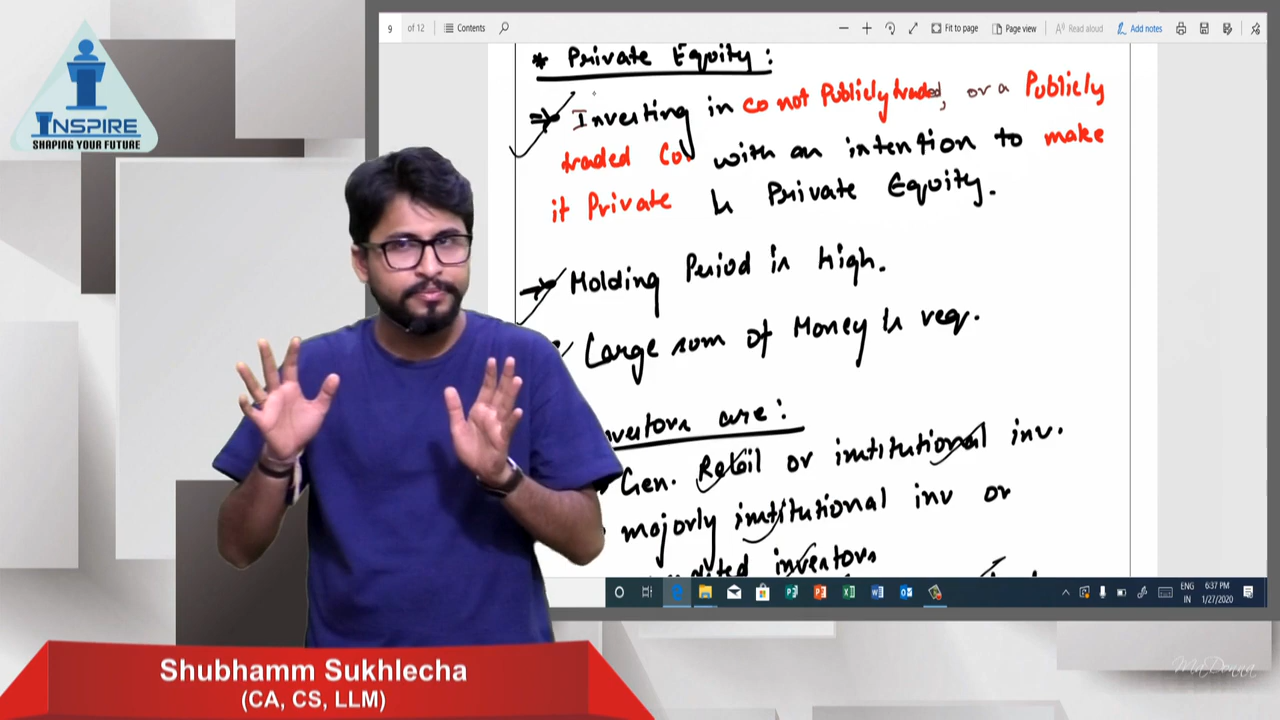 9 of 12 Contents Fit to page Page view Read aloud Add notes
* Private Equity:
Investing in co not Publicly traded, or a Publicly
traded Co. with an intention to make
it Private is Private Equity.
Holding Period is high.
Large sum of Money is req.
are:
Gen. Retail or institutional inv.
majorly institutional inv or
investors
INSPIRE
SHAPING YOUR FUTURE
ENG
IN
6:37 PM
1/27/2020
Shubhamm Sukhlecha
(CA, CS, LLM)